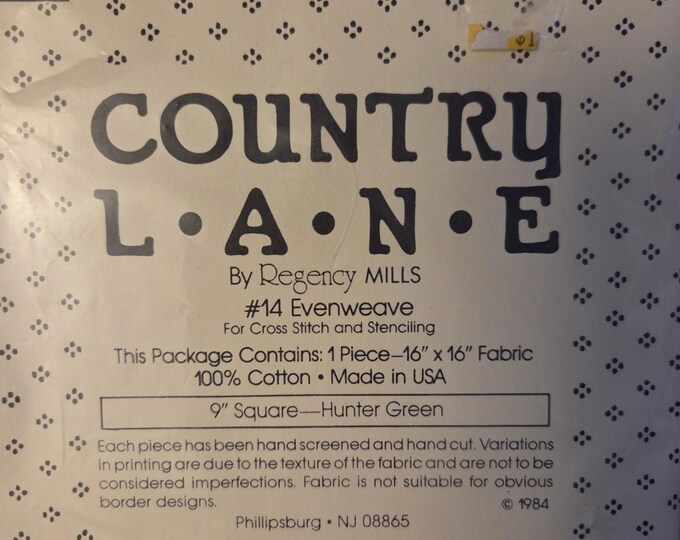 COUNTRY
L•A•N•E
By Regency MILLS
#14 Evenweave
For Cross Stitch and Stenciling
This Package Contains: 1 Piece–16" x 16" Fabric
100% Cotton • Made in USA
9" Square—Hunter Green
Each piece has been hand screened and hand cut. Variations
in printing are due to the texture of the fabric and are not to be
considered imperfections. Fabric is not suitable for obvious
border designs. © 1984
Phillipsburg • NJ 08865